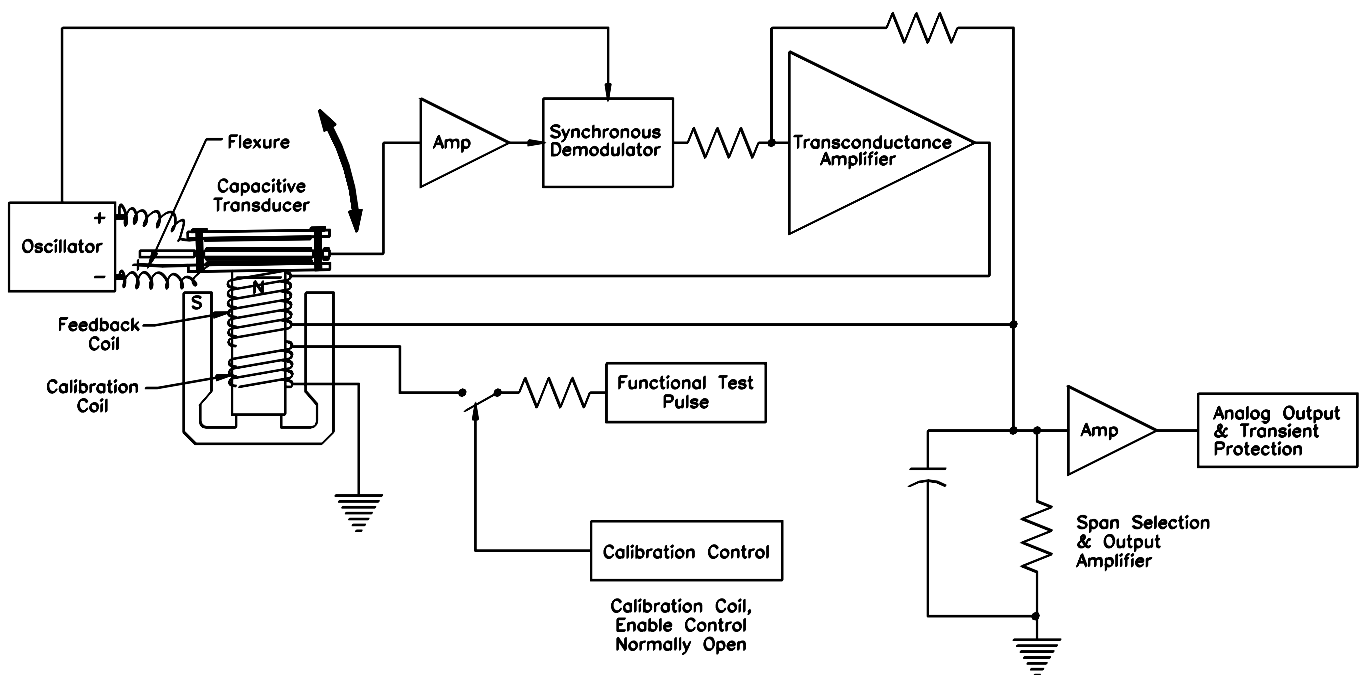 Flexure
Capacitive
Transducer
Amp
Synchronous
Demodulator
Transconductance
Amplifier
+
Oscillator
−
S
N
Feedback
Coil
Calibration
Coil
Functional Test
Pulse
Amp
Analog Output
& Transient
Protection
Span Selection
& Output
Amplifier
Calibration Control
Calibration Coil,
Enable Control
Normally Open